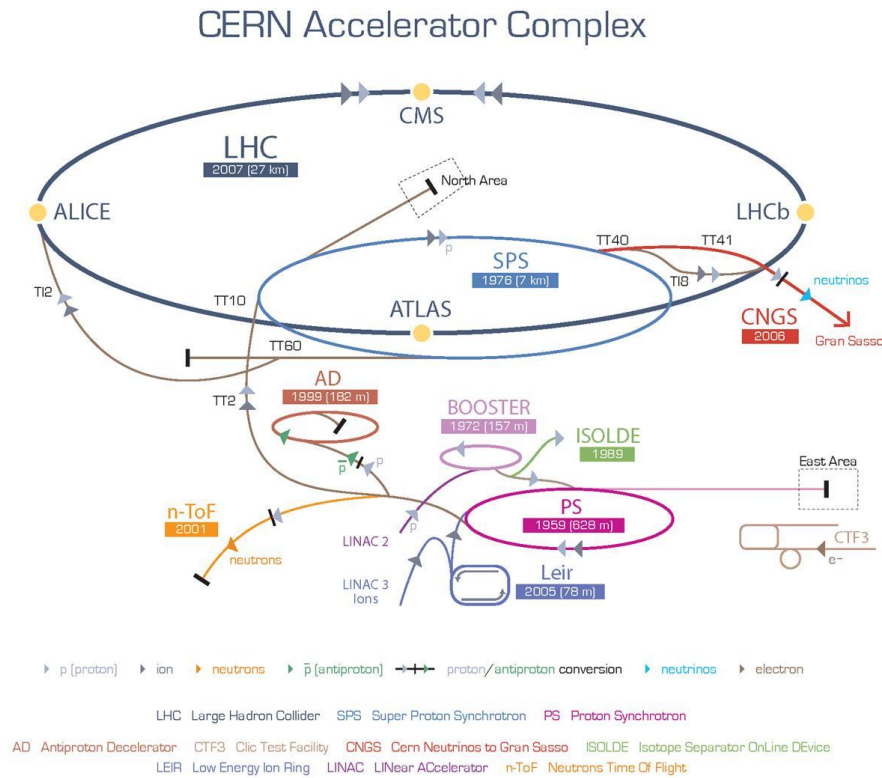 CERN Accelerator Complex
CMS
LHC
2007 (27 km)
North Area
ALICE
LHCb
p
TT40
TT41
SPS
1976 (7 km)
TI8
neutrinos
TI2
TT10
ATLAS
CNGS
2006
Gran Sasso
TT60
AD
1999 (182 m)
TT2
BOOSTER
1972 (157 m)
ISOLDE
1989
p
p̅
East Area
n-ToF
2001
PS
1959 (628 m)
p
LINAC 2
CTF3
e-
neutrons
LINAC 3
Ions
Leir
2005 (78 m)
p (proton) ion neutrons p̅ (antiproton) proton/antiproton conversion neutrinos electron
LHC Large Hadron Collider SPS Super Proton Synchrotron PS Proton Synchrotron
AD Antiproton Decelerator CTF3 Clic Test Facility CNGS Cern Neutrinos to Gran Sasso ISOLDE Isotope Separator OnLine DEvice
LEIR Low Energy Ion Ring LINAC LINear ACcelerator n-ToF Neutrons Time Of Flight